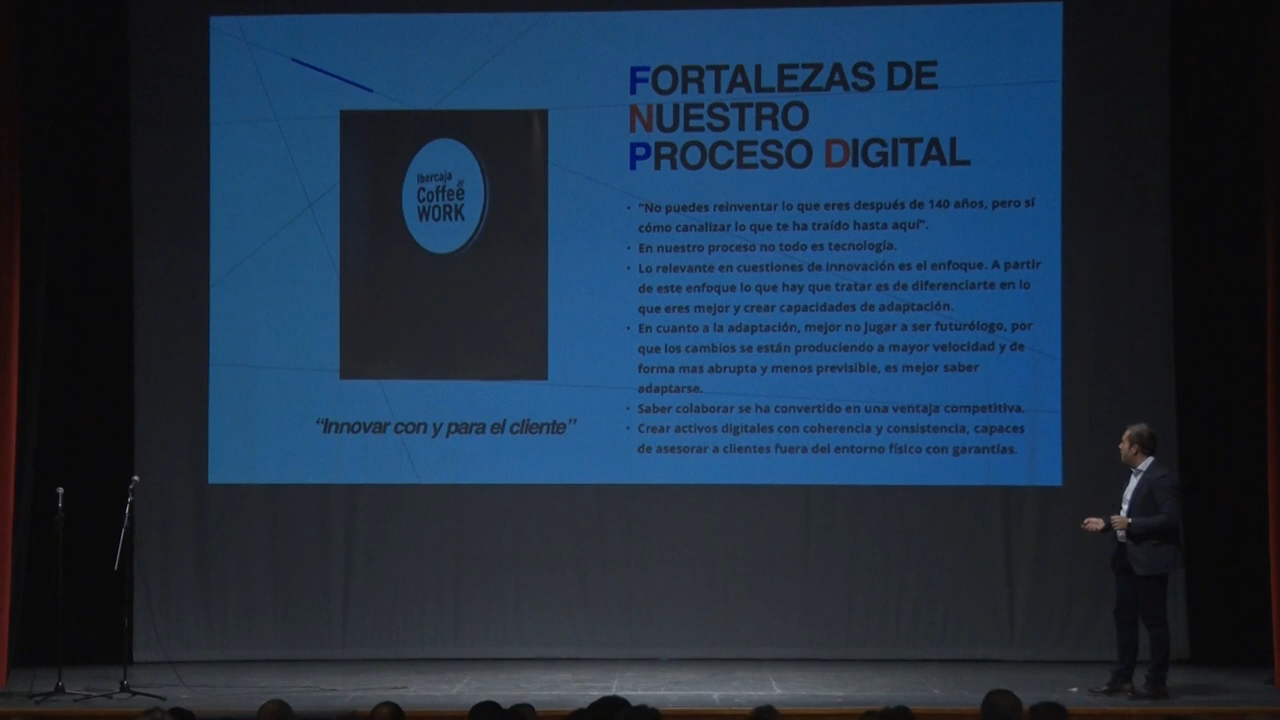 Ibercaja
Coffee
WORK
"Innovar con y para el cliente"
FORTALEZAS DE
NUESTRO
PROCESO DIGITAL
• "No puedes reinventar lo que eres después de 140 años, pero sí
cómo canalizar lo que te ha traído hasta aquí".
• En nuestro proceso no todo es tecnología.
• Lo relevante en cuestiones de innovación es el enfoque. A partir
de este enfoque lo que hay que tratar es de diferenciarte en lo
que eres mejor y crear capacidades de adaptación.
• En cuanto a la adaptación, mejor no jugar a ser futurólogo, por
que los cambios se están produciendo a mayor velocidad y de
forma mas abrupta y menos previsible, es mejor saber
adaptarse.
• Saber colaborar se ha convertido en una ventaja competitiva.
• Crear activos digitales con coherencia y consistencia, capaces
de asesorar a clientes fuera del entorno físico con garantías.